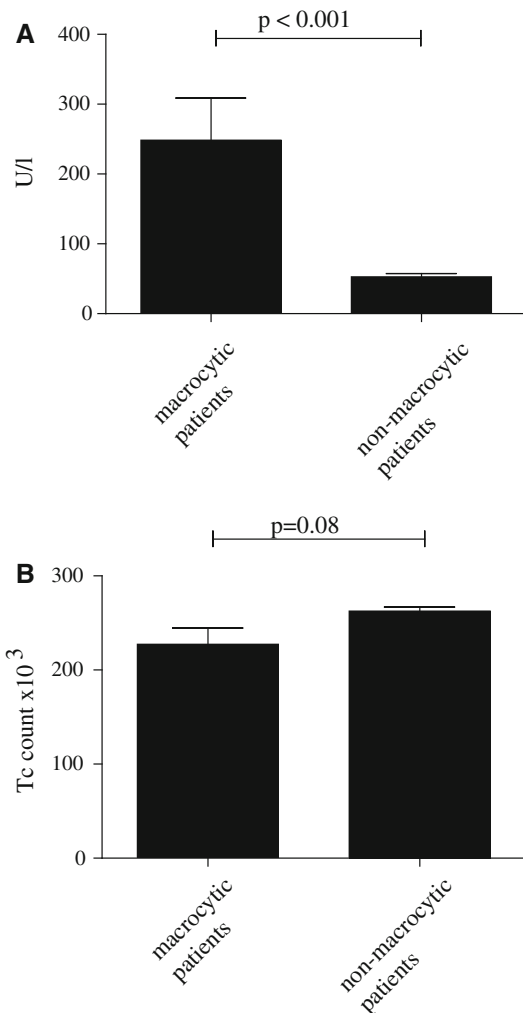 A
p < 0.001
400
300
200
100
0
U/l
macrocytic
patients
non-macrocytic
patients
B
p=0.08
300
200
100
0
Tc count x10³
macrocytic
patients
non-macrocytic
patients